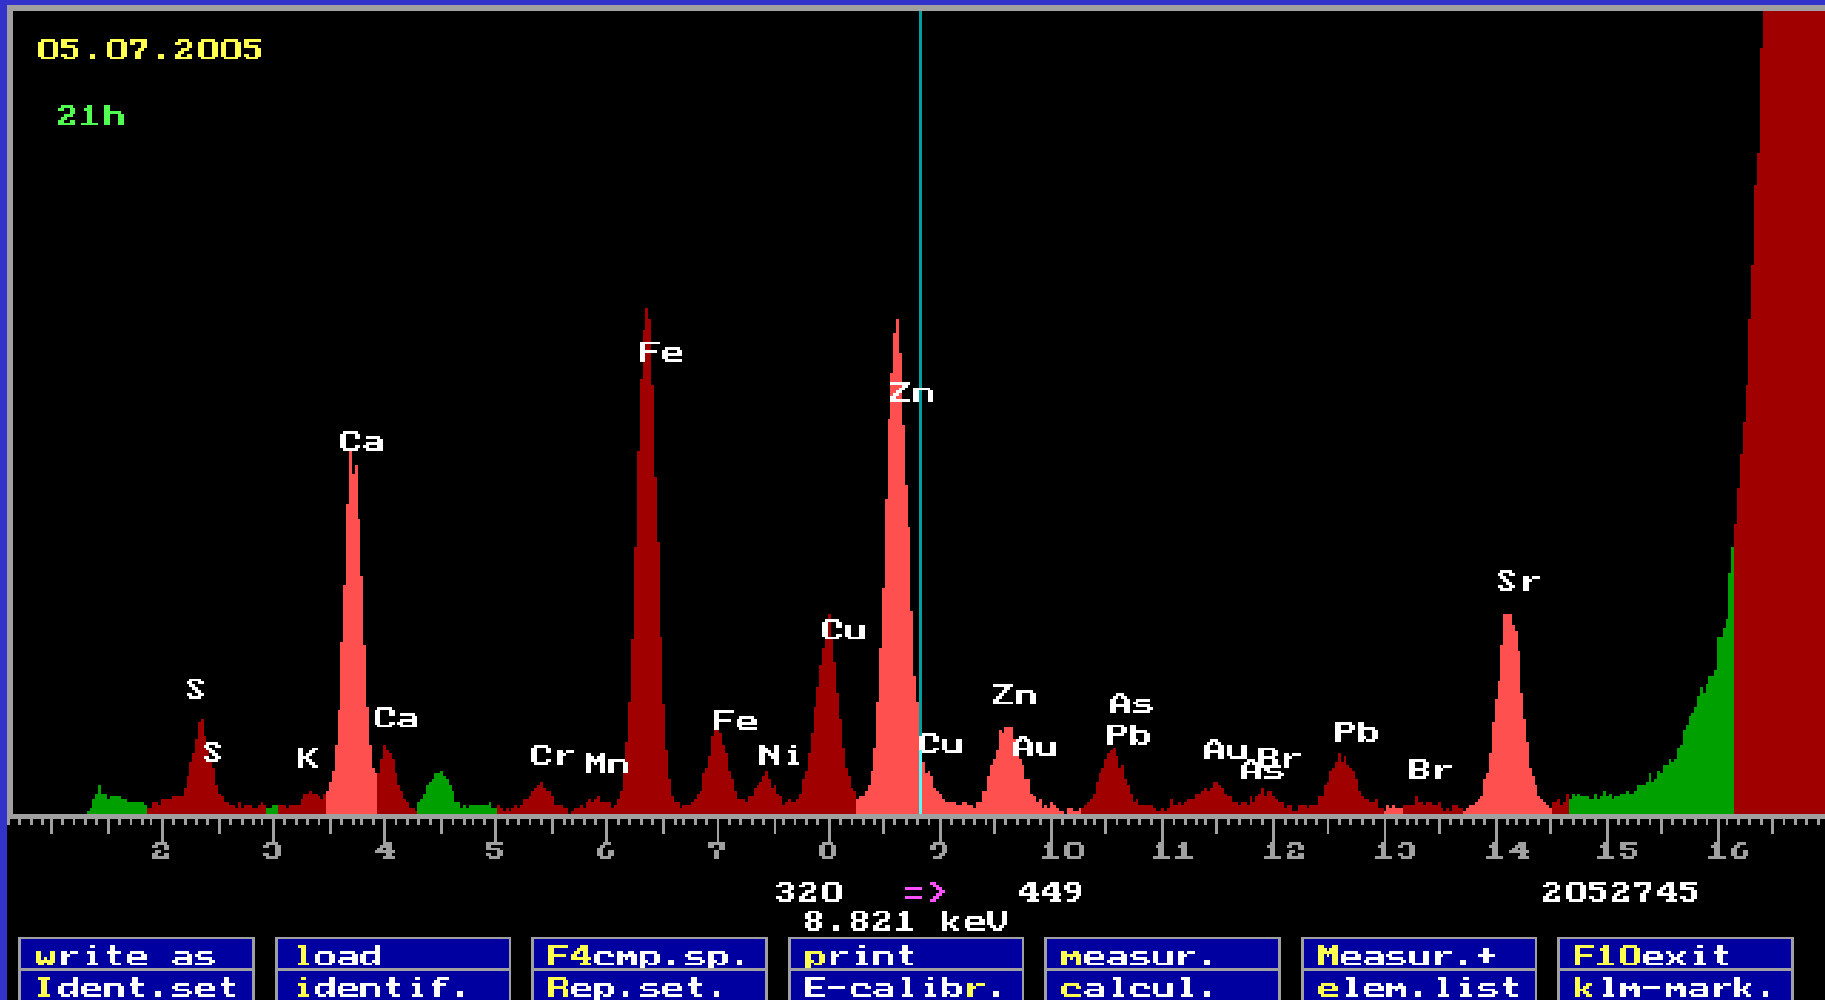 05.07.2005
21h
Fe
Zn
Ca
Sr
Cu
S
Zn
As
Ca
Fe
Pb
Pb
S
K
Cr
Mn
Ni
Cu
Au
Au
Br
As
Br
2 3 4 5 6 7 8 9 10 11 12 13 14 15 16
320 => 449 2052745
8.821 keV
write as load F4cmp.sp. print measur. Measur.+ F10exit
Ident.set identif. Rep.set. E-calibr. calcul. elem.list klm-mark.